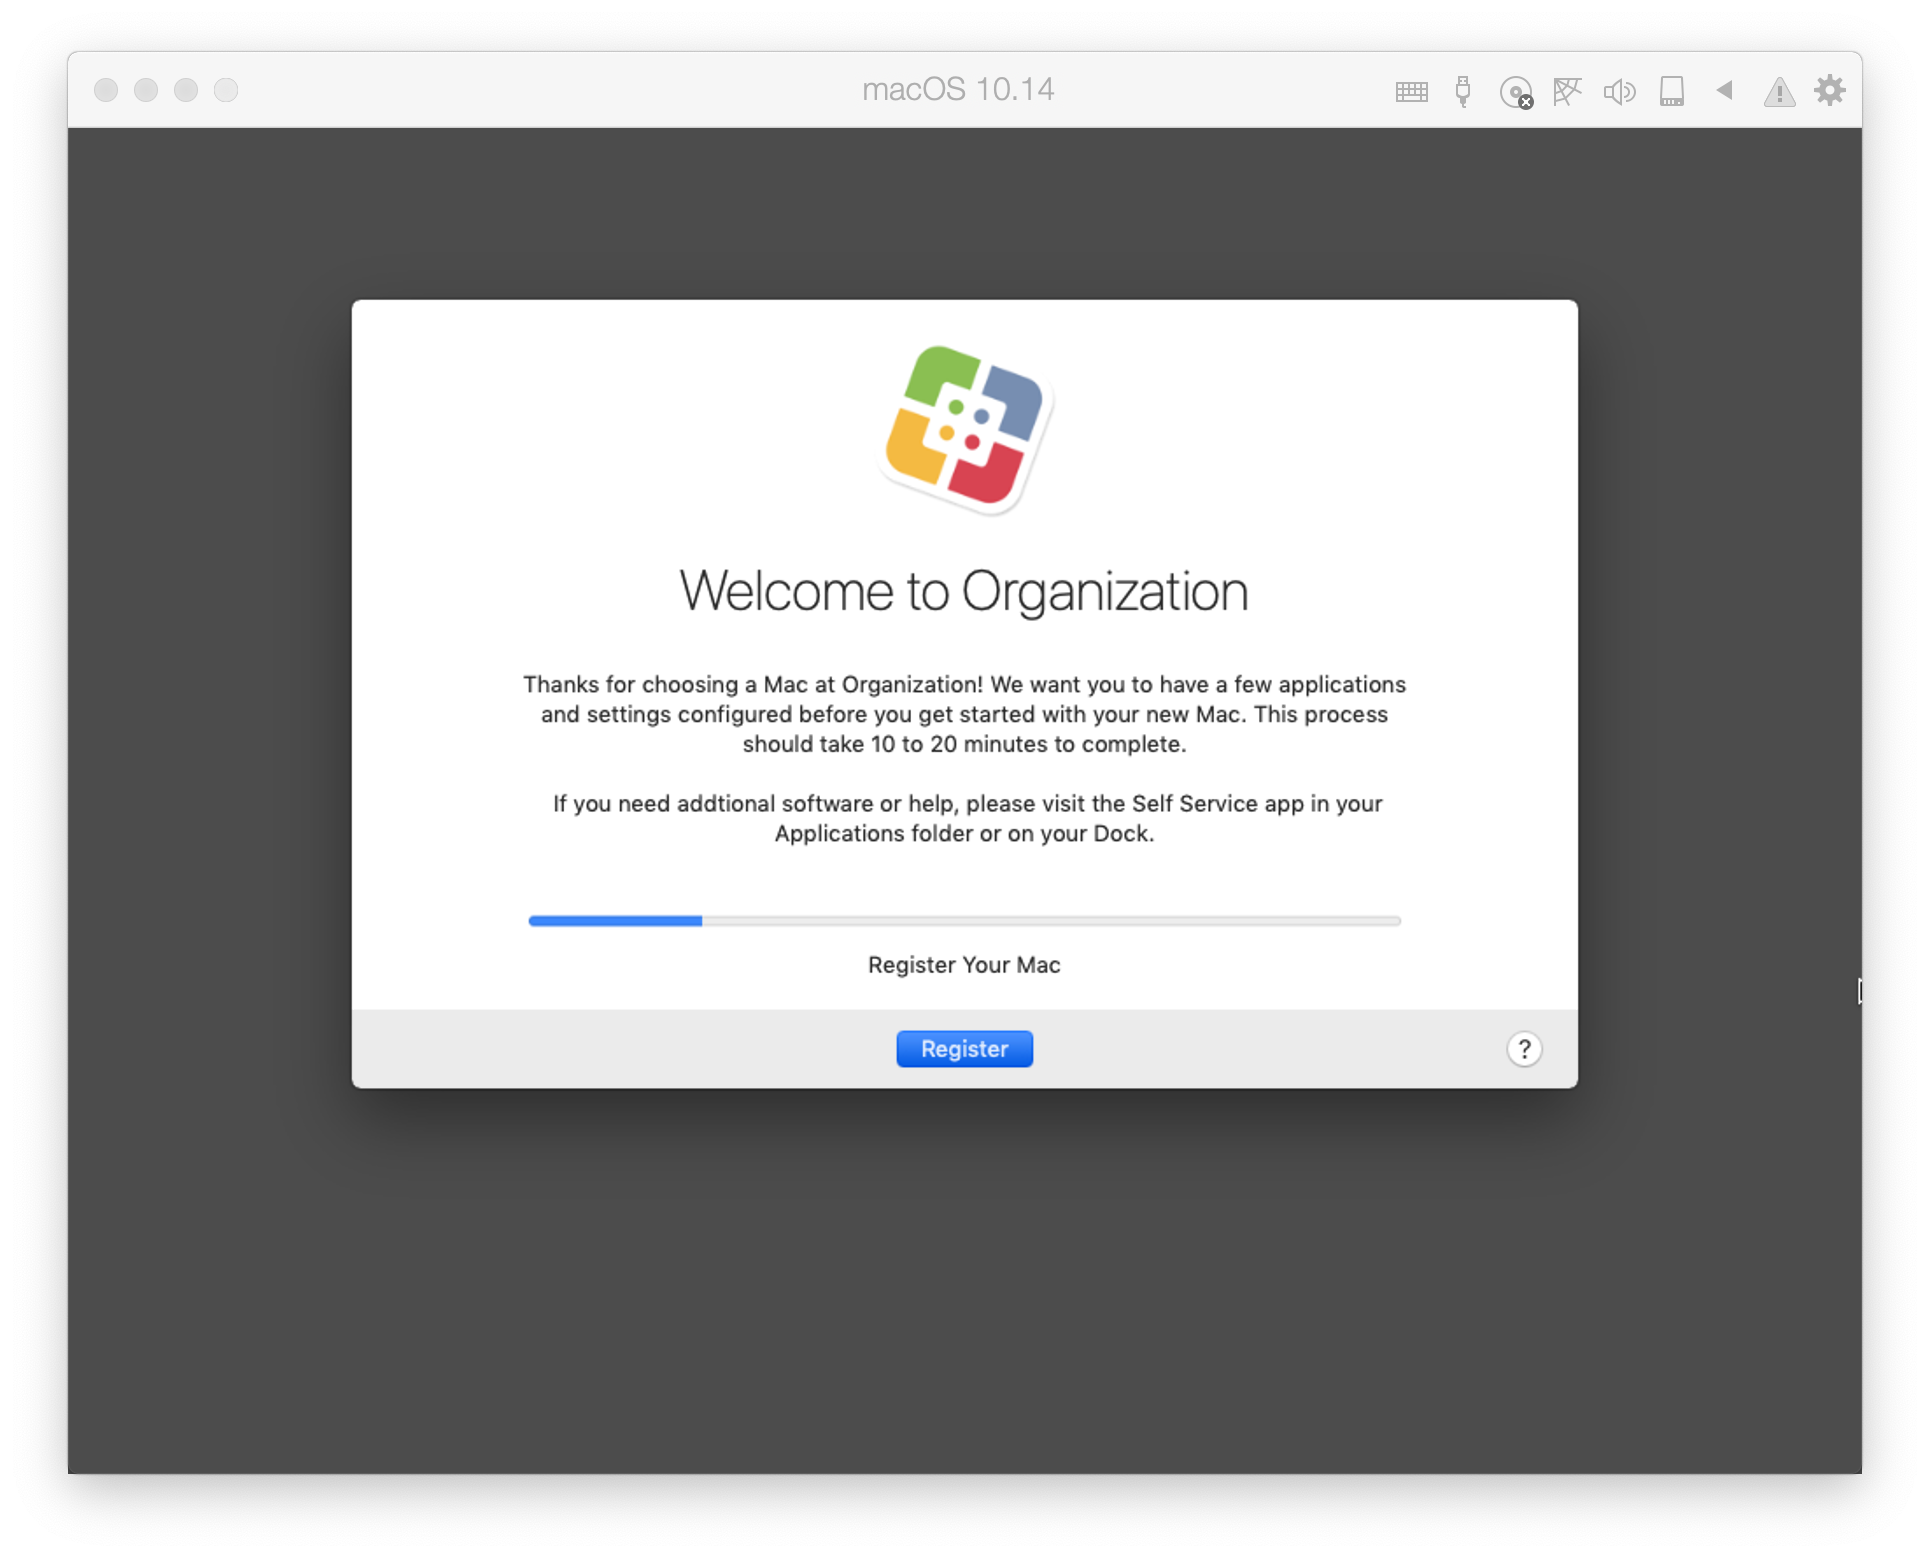 macOS 10.14
Welcome to Organization
Thanks for choosing a Mac at Organization! We want you to have a few applications
and settings configured before you get started with your new Mac. This process
should take 10 to 20 minutes to complete.
If you need addtional software or help, please visit the Self Service app in your
Applications folder or on your Dock.
Register Your Mac
Register
?